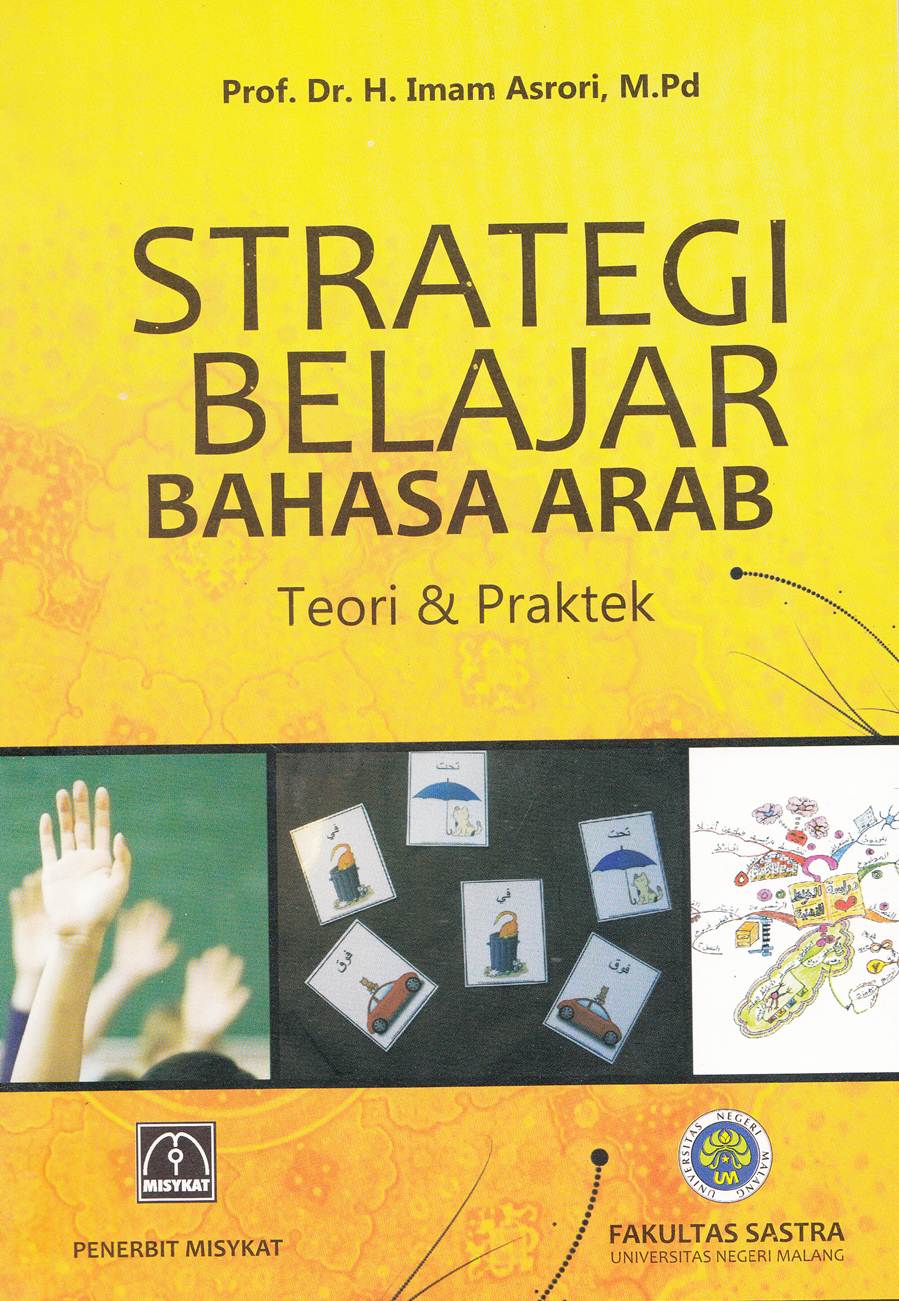 Prof. Dr. H. Imam Asrori, M.Pd
STRATEGI
BELAJAR
BAHASA ARAB
Teori & Praktek
تحت
في
تحت
في
فوق
فوق
دراسة
MISYKAT
UNIVERSITAS NEGERI MALANG
UM
PENERBIT MISYKAT
FAKULTAS SASTRA
UNIVERSITAS NEGERI MALANG